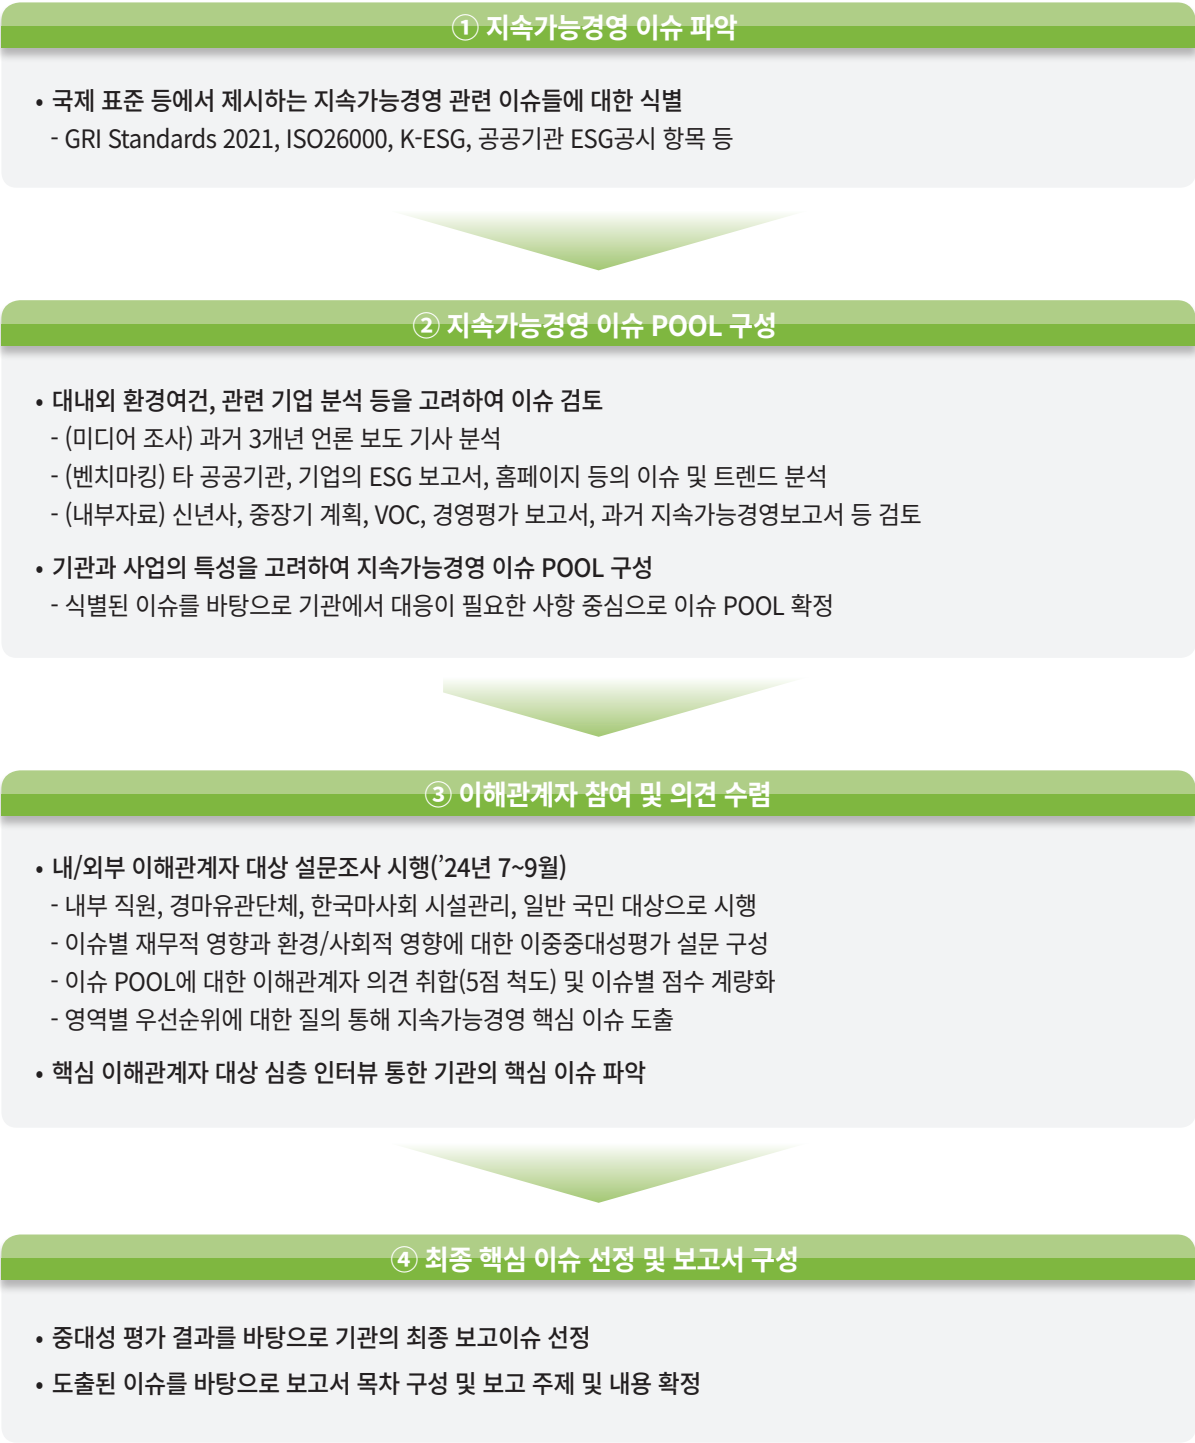 ① 지속가능경영 이슈 파악
• 국제 표준 등에서 제시하는 지속가능경영 관련 이슈들에 대한 식별
- GRI Standards 2021, ISO26000, K-ESG, 공공기관 ESG공시 항목 등
② 지속가능경영 이슈 POOL 구성
• 대내외 환경여건, 관련 기업 분석 등을 고려하여 이슈 검토
- (미디어 조사) 과거 3개년 언론 보도 기사 분석
- (벤치마킹) 타 공공기관, 기업의 ESG 보고서, 홈페이지 등의 이슈 및 트렌드 분석
- (내부자료) 신년사, 중장기 계획, VOC, 경영평가 보고서, 과거 지속가능경영보고서 등 검토
• 기관과 사업의 특성을 고려하여 지속가능경영 이슈 POOL 구성
- 식별된 이슈를 바탕으로 기관에서 대응이 필요한 사항 중심으로 이슈 POOL 확정
③ 이해관계자 참여 및 의견 수렴
• 내/외부 이해관계자 대상 설문조사 시행(’24년 7~9월)
- 내부 직원, 경마유관단체, 한국마사회 시설관리, 일반 국민 대상으로 시행
- 이슈별 재무적 영향과 환경/사회적 영향에 대한 이중중대성평가 설문 구성
- 이슈 POOL에 대한 이해관계자 의견 취합(5점 척도) 및 이슈별 점수 계량화
- 영역별 우선순위에 대한 질의 통해 지속가능경영 핵심 이슈 도출
• 핵심 이해관계자 대상 심층 인터뷰 통한 기관의 핵심 이슈 파악
④ 최종 핵심 이슈 선정 및 보고서 구성
• 중대성 평가 결과를 바탕으로 기관의 최종 보고이슈 선정
• 도출된 이슈를 바탕으로 보고서 목차 구성 및 보고 주제 및 내용 확정